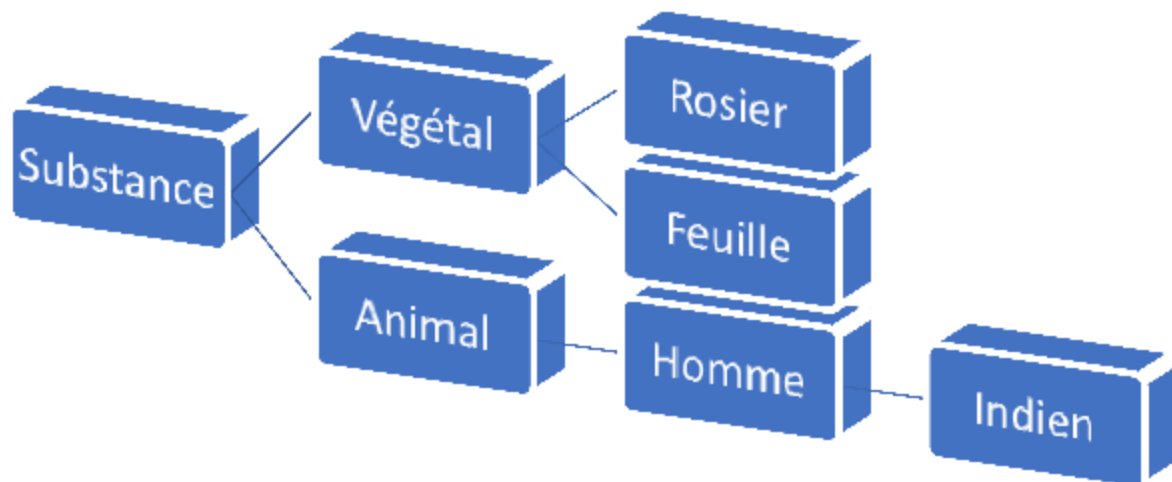 Substance
Végétal
Rosier
Feuille
Animal
Homme
Indien